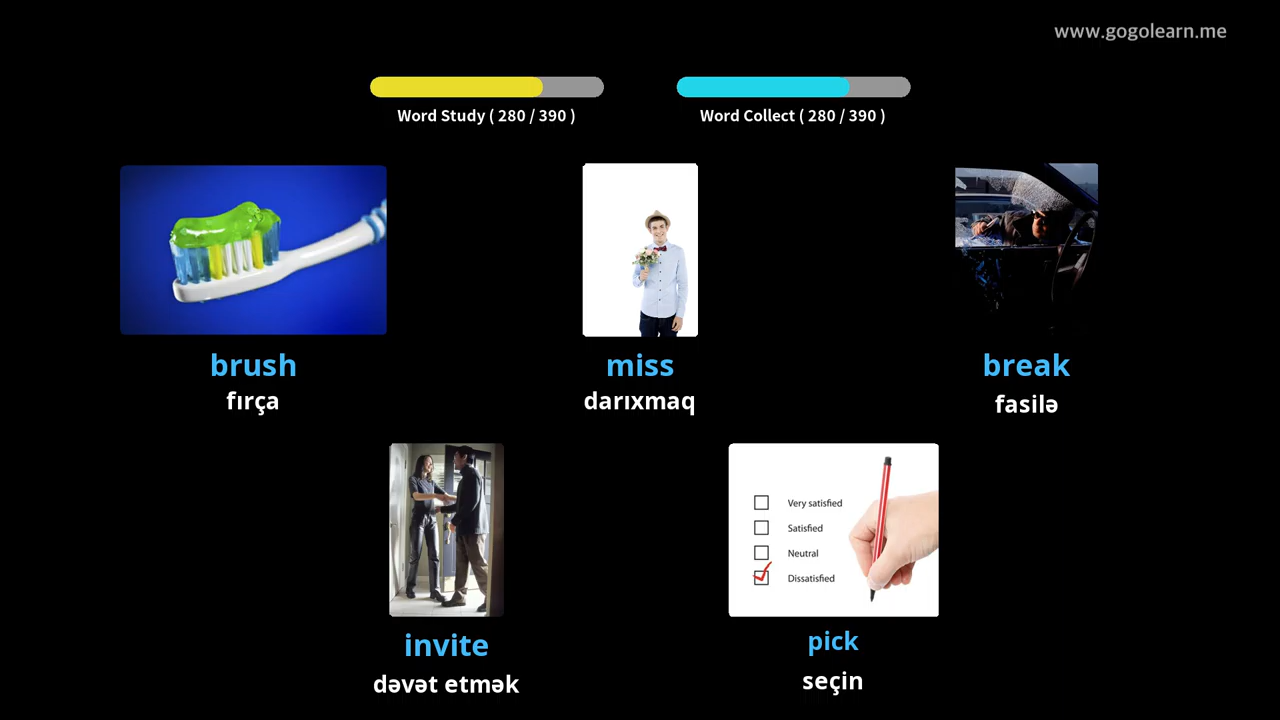 www.gogolearn.me
Word Study ( 280 / 390 )
Word Collect ( 280 / 390 )
brush
fırça
miss
darıxmaq
break
fasilə
Very satisfied
Satisfied
Neutral
Dissatisfied
invite
dəvət etmək
pick
seçin